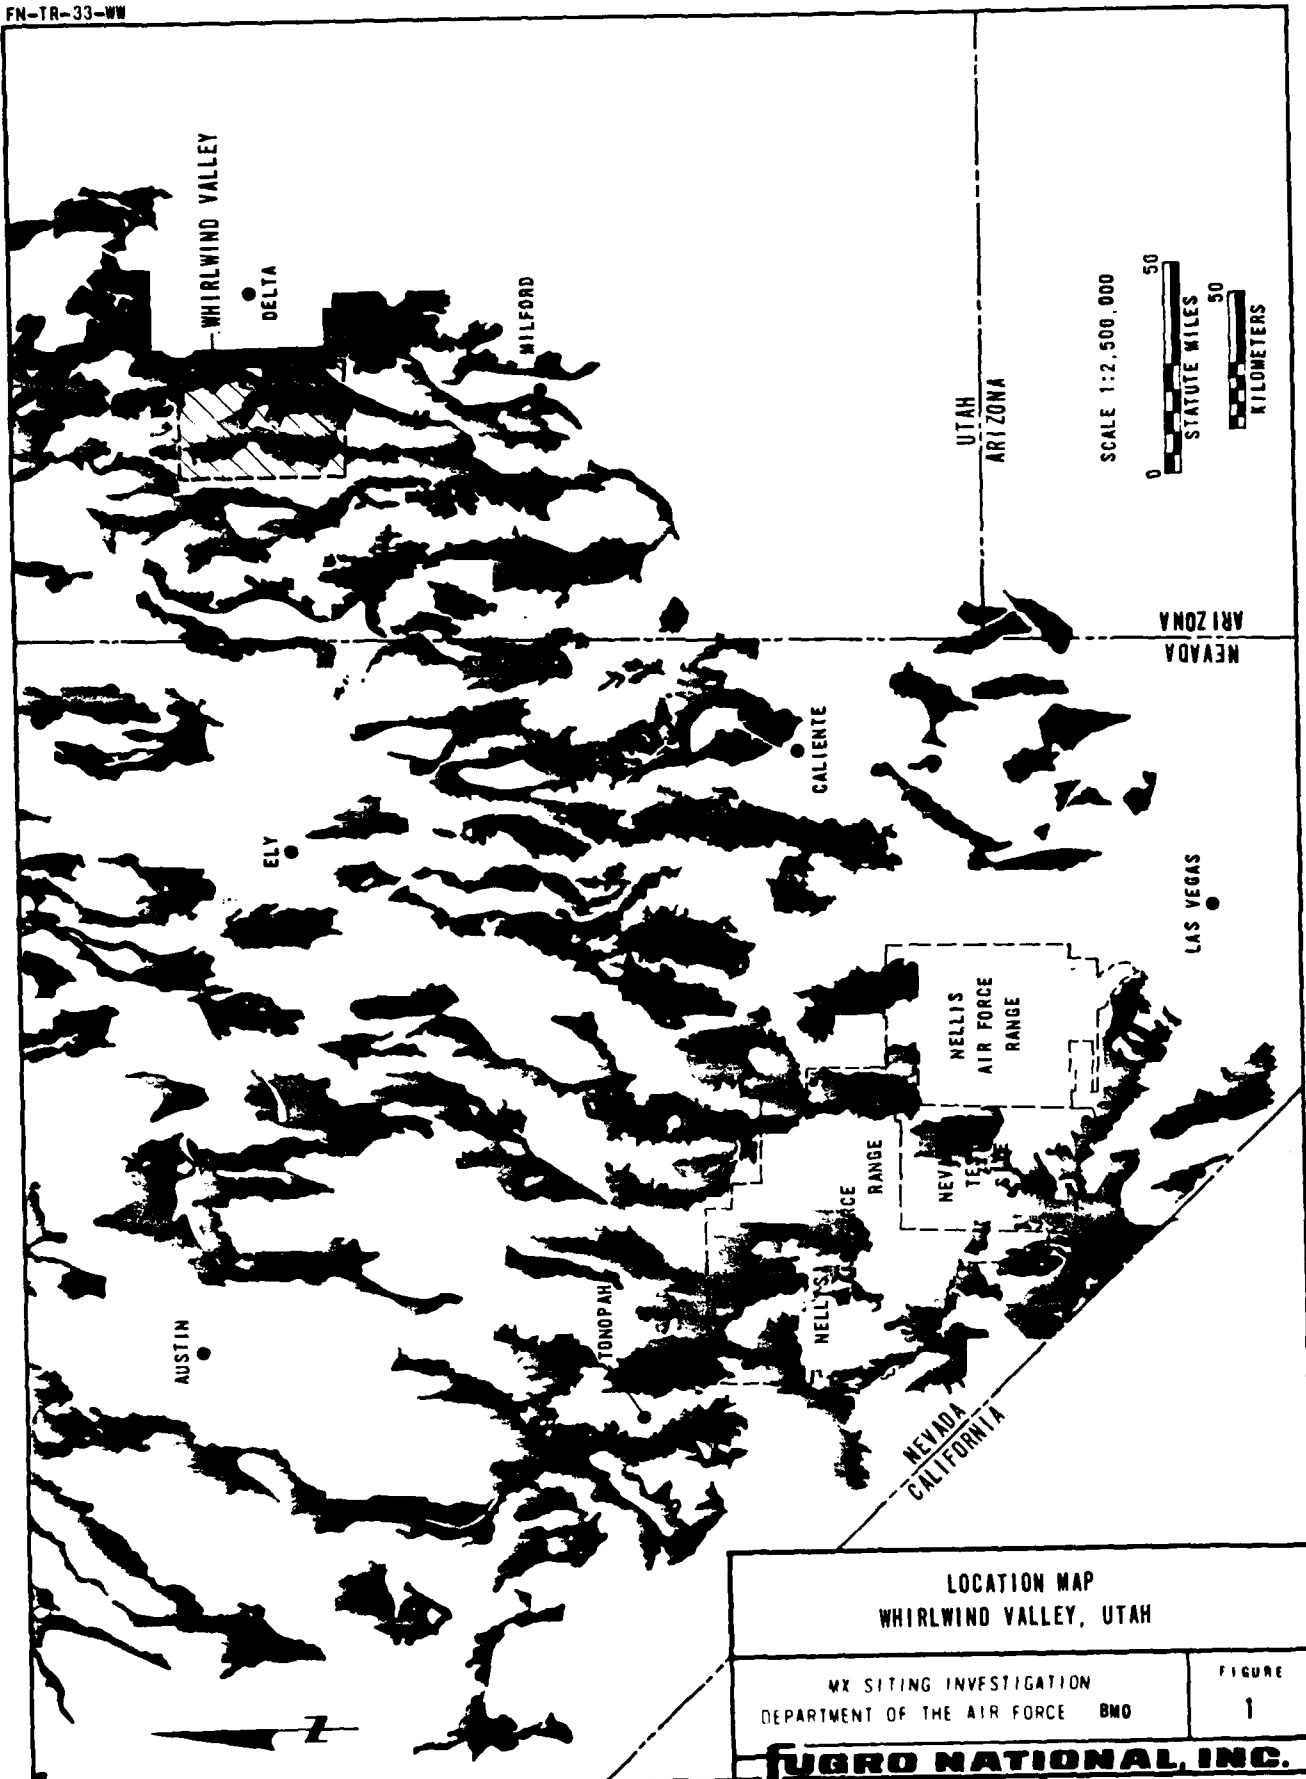 FN-TR-33-WW
WHIRLWIND VALLEY
DELTA
MILFORD
UTAH
ARIZONA
SCALE 1:2,500,000
0
50
STATUTE MILES
50
KILOMETERS
NEVADA
ARIZONA
ELY
CALIENTE
LAS VEGAS
NELLIS
AIR FORCE
RANGE
RANGE
AUSTIN
TONOPAH
NEVADA
CALIFORNIA
N
LOCATION MAP
WHIRLWIND VALLEY, UTAH
MX SITING INVESTIGATION
DEPARTMENT OF THE AIR FORCE BMO
FIGURE
1
FUGRO NATIONAL, INC.